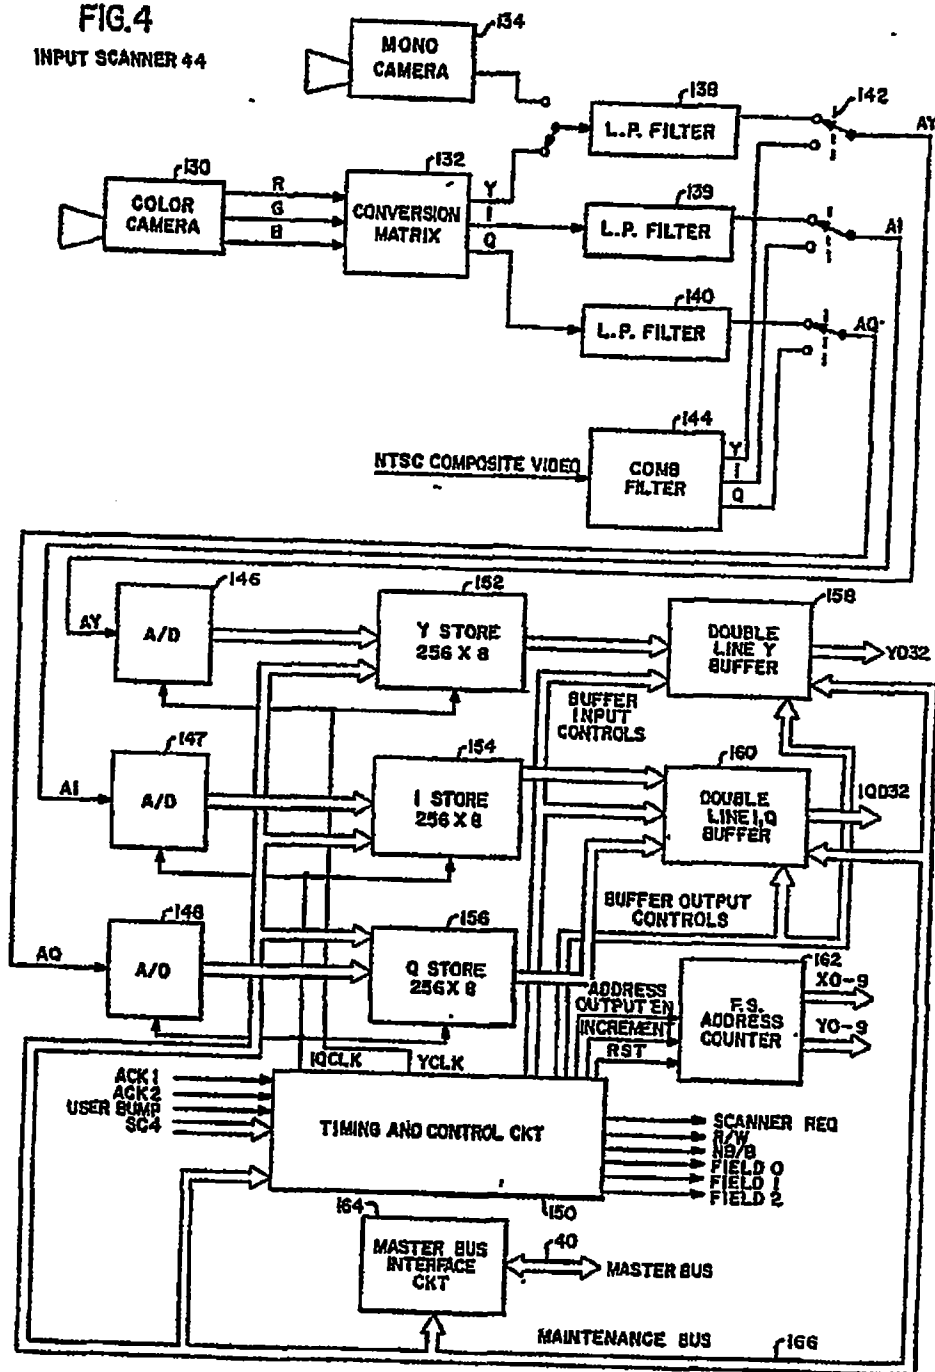 FIG.4
INPUT SCANNER 44
134
MONO
CAMERA
138
L.P. FILTER
142
AY
130
COLOR
CAMERA
R
G
B
132
CONVERSION
MATRIX
Y
I
Q
139
L.P. FILTER
AI
140
L.P. FILTER
AQ
144
NTSC COMPOSITE VIDEO
COMB
FILTER
Y
I
Q
146
AY
A/D
152
Y STORE
256 X 8
158
DOUBLE
LINE Y
BUFFER
YD32
BUFFER
INPUT
CONTROLS
147
AI
A/D
154
I STORE
256 X 8
160
DOUBLE
LINE I,Q
BUFFER
IQD32
BUFFER OUTPUT
CONTROLS
148
AQ
A/D
156
Q STORE
256 X 8
162
F.S.
ADDRESS
COUNTER
X0-9
Y0-9
ADDRESS
OUTPUT EN
INCREMENT
RST
IQCLK
YCLK
ACK 1
ACK 2
USER BUMP
SC4
TIMING AND CONTROL CKT
150
SCANNER REQ
R/W
NB/B
FIELD 0
FIELD 1
FIELD 2
164
MASTER BUS
INTERFACE
CKT
40
MASTER BUS
MAINTENANCE BUS
166